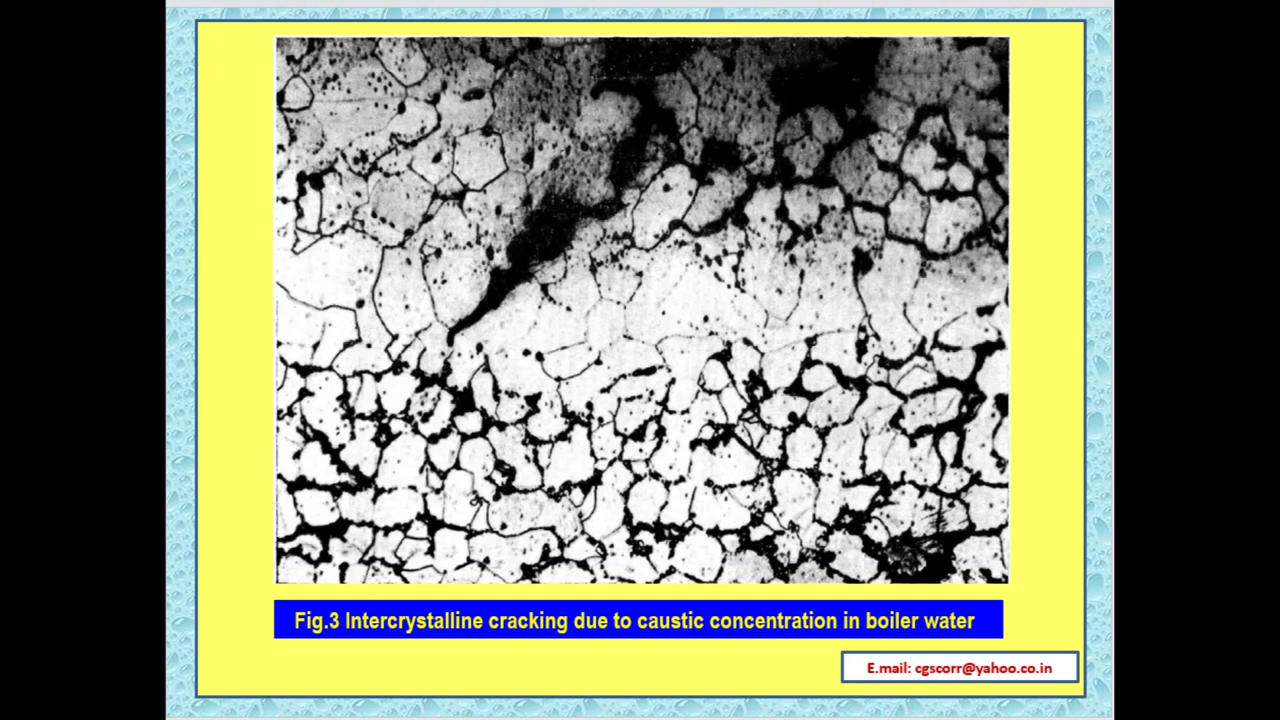 Fig.3 Intercrystalline cracking due to caustic concentration in boiler water
E.mail: cgscorr@yahoo.co.in